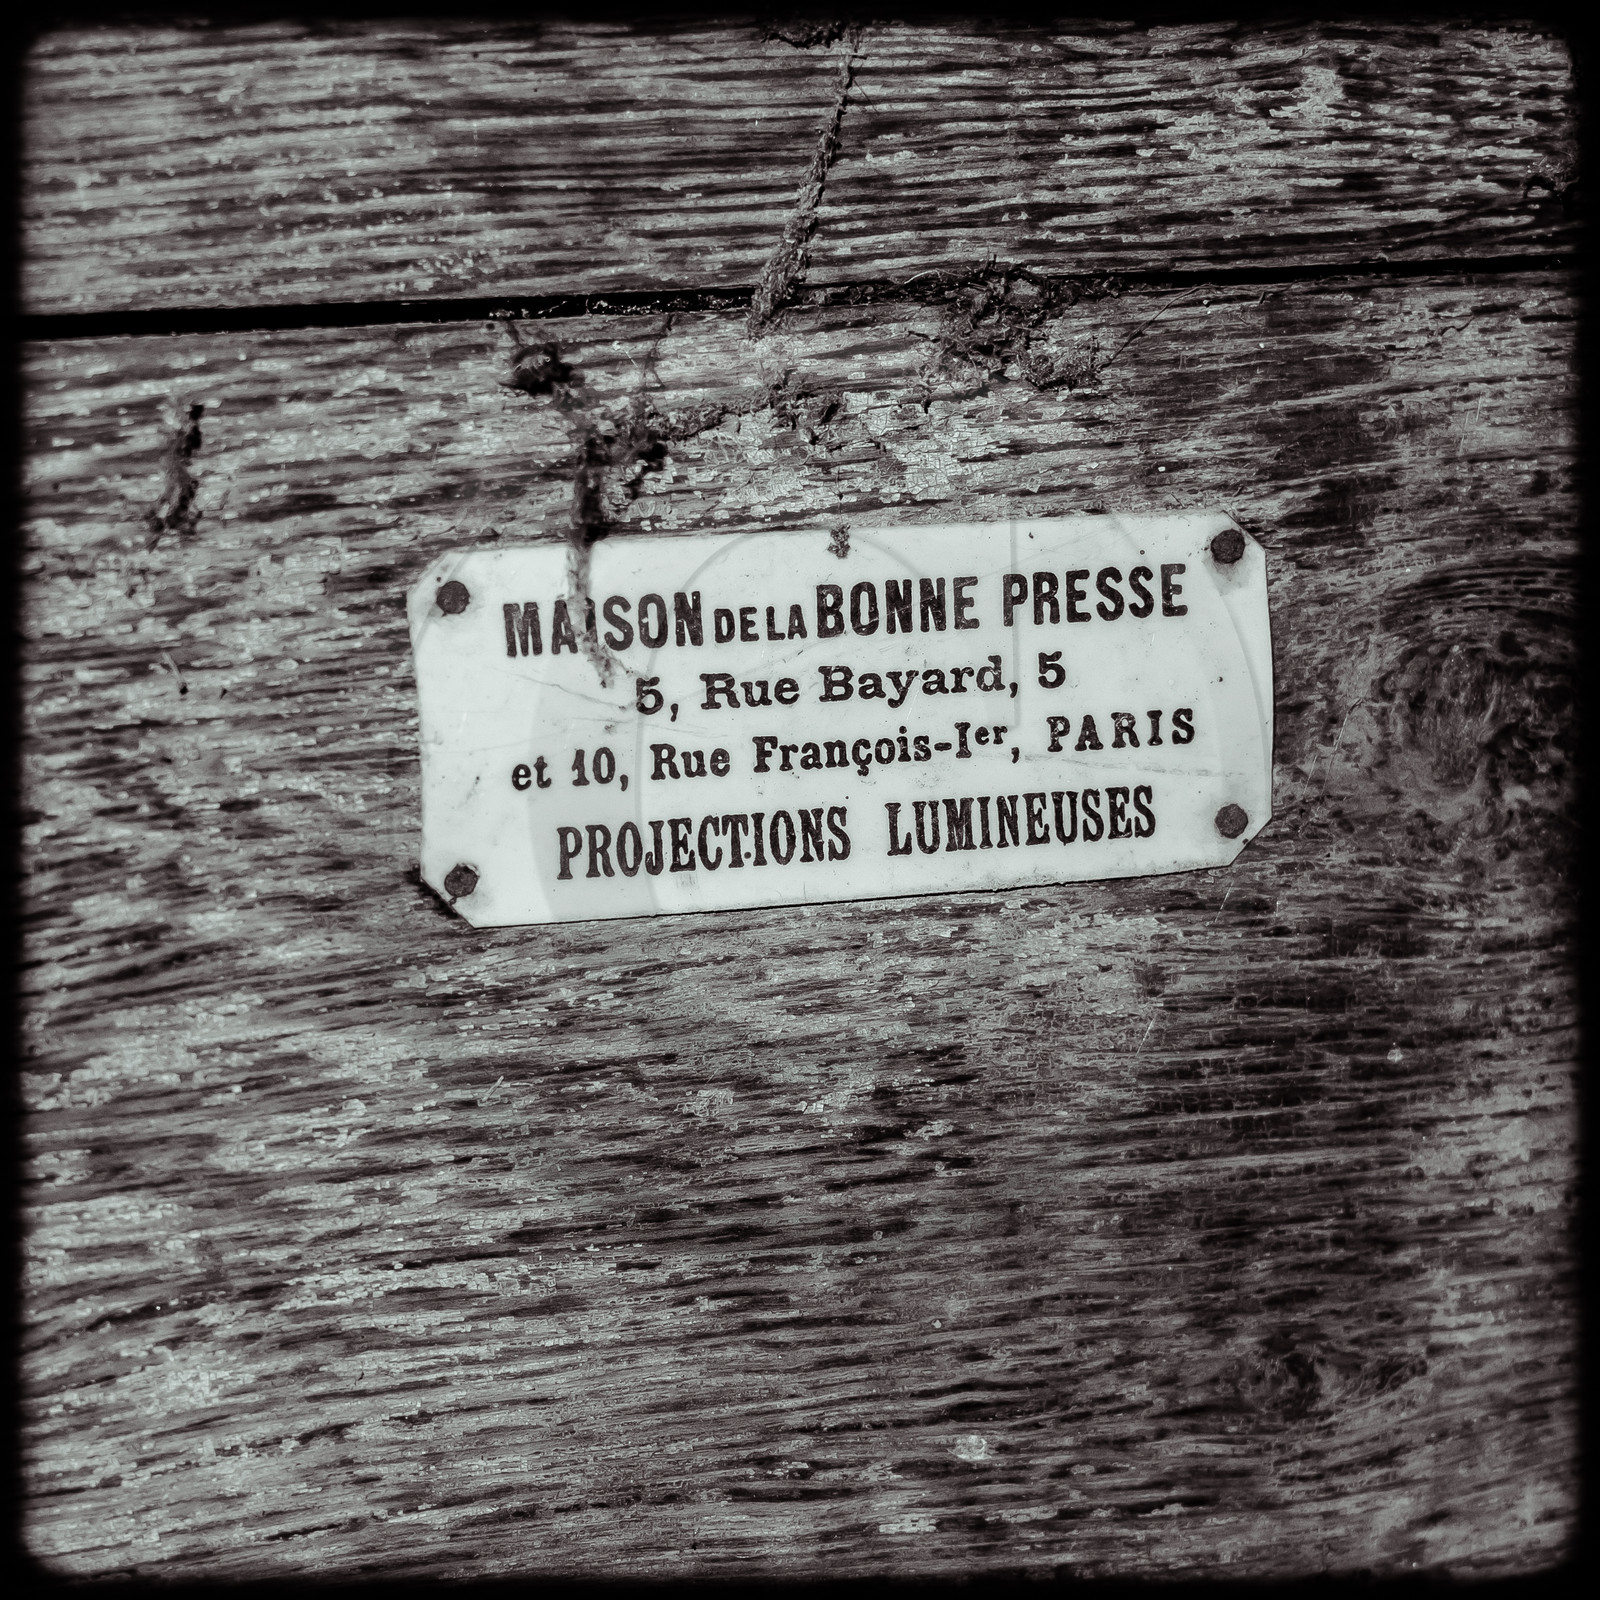 MAISON DE LA BONNE PRESSE
5, Rue Bayard, 5
et 10, Rue François-Ier, PARIS
PROJECTIONS LUMINEUSES